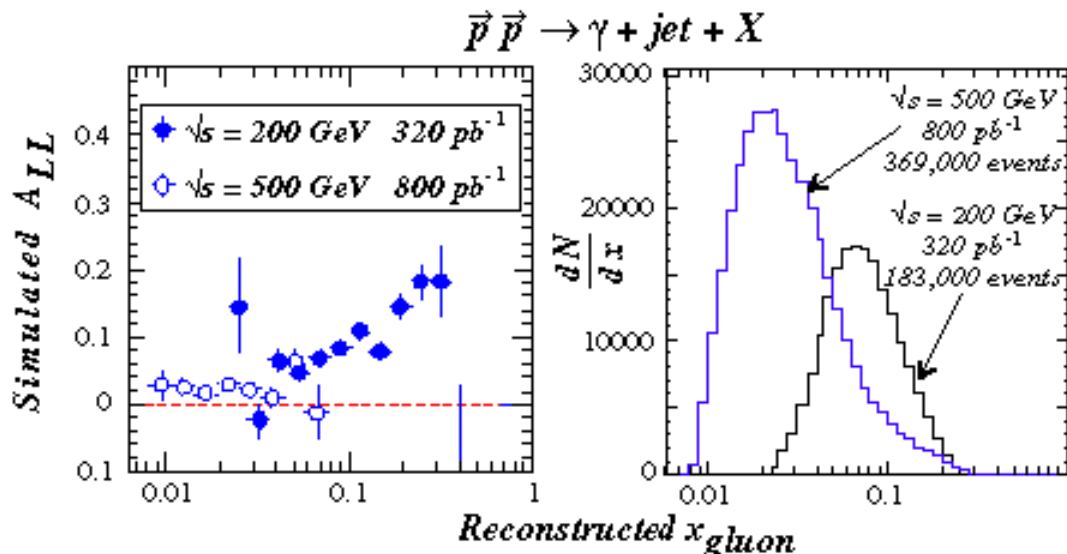 p⃗ p⃗ → γ + jet + X
Simulated A_LL
0.4
0.3
0.2
0.1
0
0.1
√s = 200 GeV 320 pb⁻¹
√s = 500 GeV 800 pb⁻¹
0.01 0.1 1
dN
dx
30000
20000
10000
0
√s = 500 GeV
800 pb⁻¹
369,000 events
√s = 200 GeV
320 pb⁻¹
183,000 events
0.01 0.1
Reconstructed x_gluon